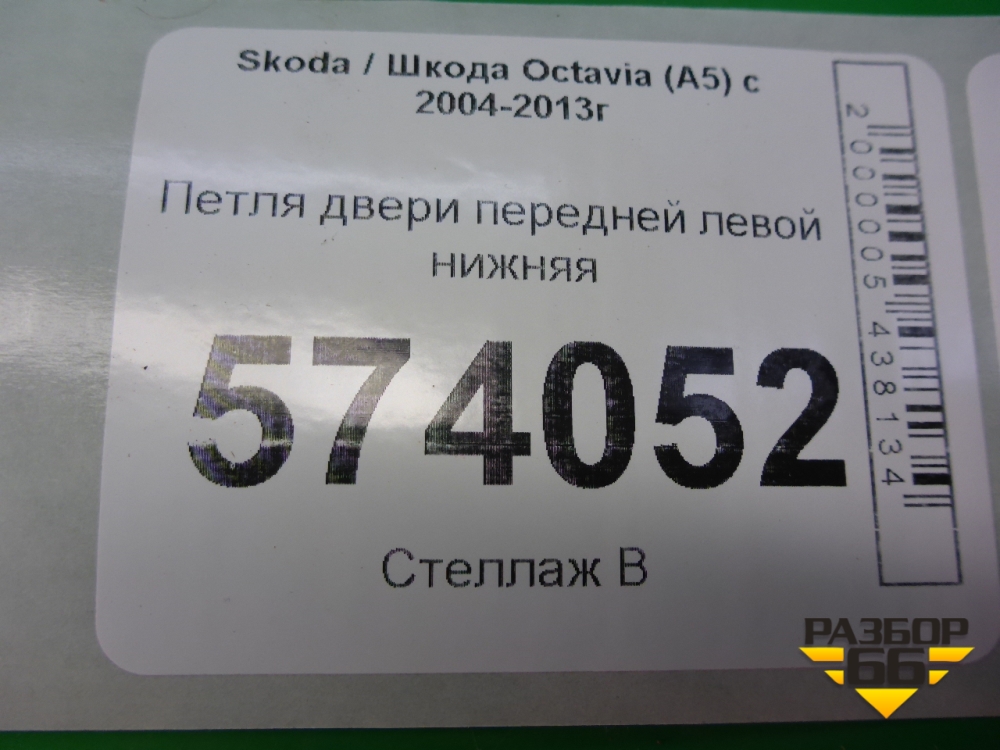 Skoda / Шкода Octavia (A5) с
2004-2013г
Петля двери передней левой
нижняя
574052
Стеллаж В
2000005438134
РАЗБОР
66